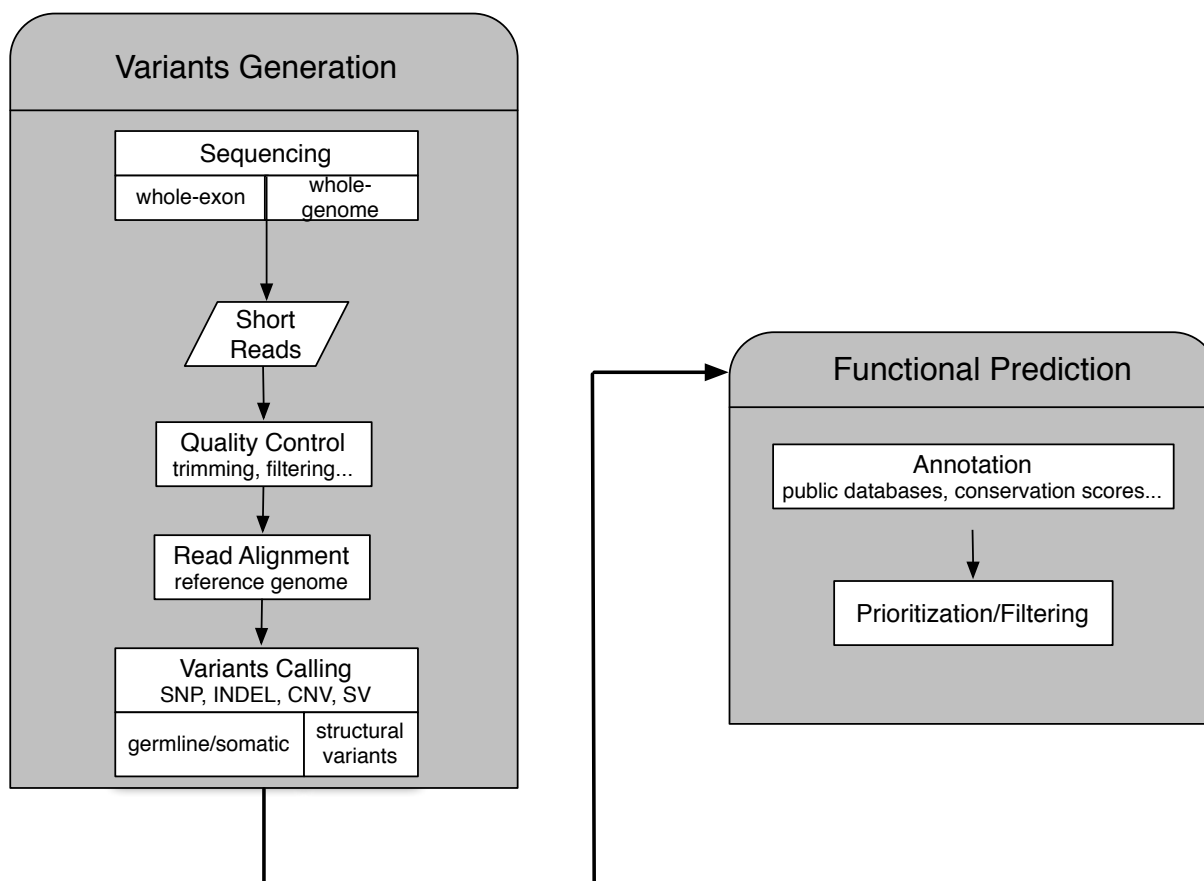 Variants Generation
Sequencing
whole-exon
whole-
genome
Short
Reads
Quality Control
trimming, filtering...
Read Alignment
reference genome
Variants Calling
SNP, INDEL, CNV, SV
germline/somatic
structural
variants
Functional Prediction
Annotation
public databases, conservation scores...
Prioritization/Filtering